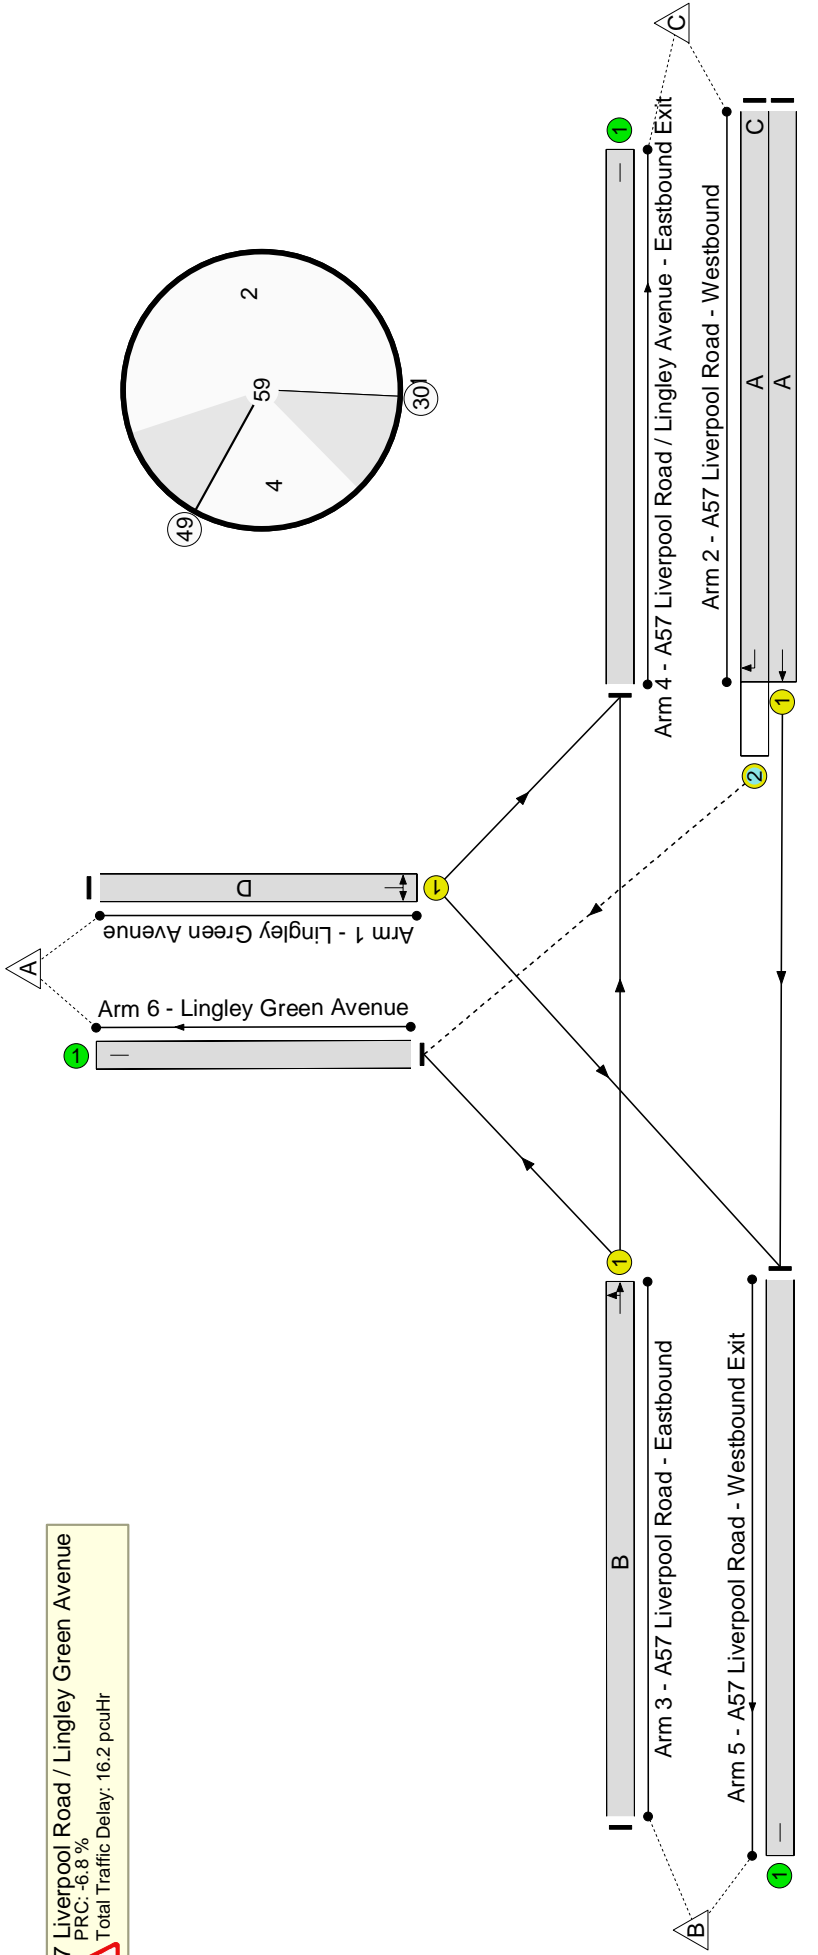 7 Liverpool Road / Lingley Green Avenue
PRC: -6.8 %
Total Traffic Delay: 16.2 pcuHr
B
Arm 3 - A57 Liverpool Road - Eastbound
B
1
Arm 5 - A57 Liverpool Road - Westbound Exit
1
A
Arm 6 - Lingley Green Avenue
1
Arm 1 - Lingley Green Avenue
D
1
59
2
4
49
30
1
Arm 4 - A57 Liverpool Road / Lingley Avenue - Eastbound Exit
1
C
Arm 2 - A57 Liverpool Road - Westbound
C
A
A
2
1